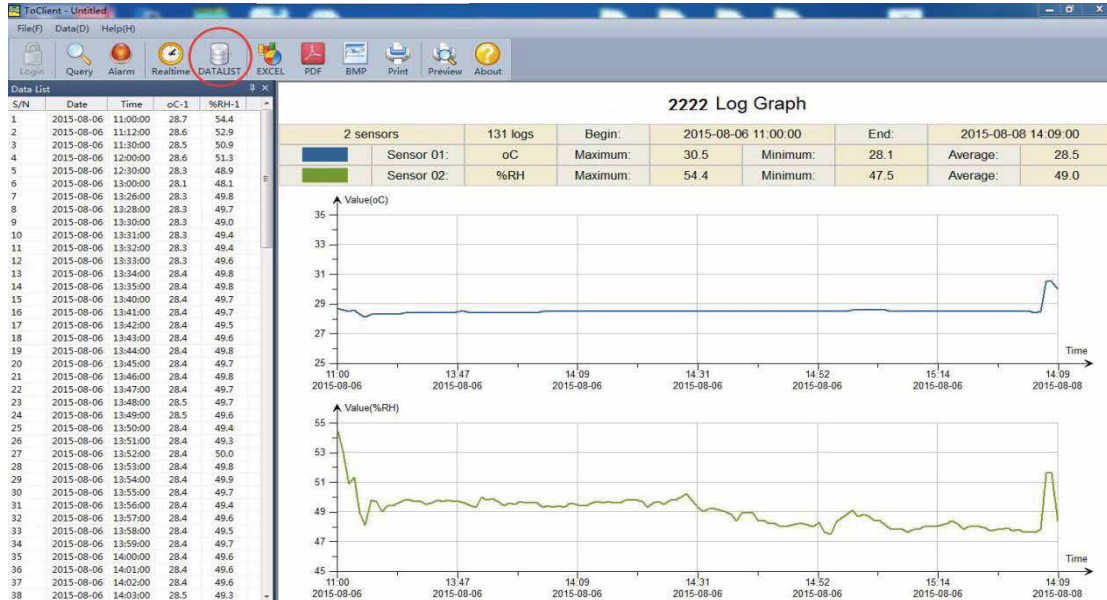 ToClient - Untitled
File(F) Data(D) Help(H)
Login Query Alarm Realtime DATALIST EXCEL PDF BMP Print Preview About
Data List
S/N Date Time oC-1 %RH-1
1 2015-08-06 11:00:00 28.7 54.4
2 2015-08-06 11:12:00 28.6 52.9
3 2015-08-06 11:30:00 28.5 50.9
4 2015-08-06 12:00:00 28.6 51.3
5 2015-08-06 12:30:00 28.3 48.9
6 2015-08-06 13:00:00 28.1 48.1
7 2015-08-06 13:26:00 28.3 49.8
8 2015-08-06 13:28:00 28.3 49.7
9 2015-08-06 13:30:00 28.3 49.0
10 2015-08-06 13:31:00 28.3 49.4
11 2015-08-06 13:32:00 28.3 49.4
12 2015-08-06 13:33:00 28.3 49.6
13 2015-08-06 13:34:00 28.4 49.8
14 2015-08-06 13:35:00 28.4 49.8
15 2015-08-06 13:40:00 28.4 49.7
16 2015-08-06 13:41:00 28.4 49.7
17 2015-08-06 13:42:00 28.4 49.5
18 2015-08-06 13:43:00 28.4 49.6
19 2015-08-06 13:44:00 28.4 49.8
20 2015-08-06 13:45:00 28.4 49.7
21 2015-08-06 13:46:00 28.4 49.8
22 2015-08-06 13:47:00 28.4 49.7
23 2015-08-06 13:48:00 28.5 49.7
24 2015-08-06 13:49:00 28.5 49.6
25 2015-08-06 13:50:00 28.4 49.4
26 2015-08-06 13:51:00 28.4 49.3
27 2015-08-06 13:52:00 28.4 50.0
28 2015-08-06 13:53:00 28.4 49.8
29 2015-08-06 13:54:00 28.4 49.9
30 2015-08-06 13:55:00 28.4 49.7
31 2015-08-06 13:56:00 28.4 49.4
32 2015-08-06 13:57:00 28.4 49.6
33 2015-08-06 13:58:00 28.4 49.5
34 2015-08-06 13:59:00 28.4 49.7
35 2015-08-06 14:00:00 28.4 49.6
36 2015-08-06 14:01:00 28.4 49.6
37 2015-08-06 14:02:00 28.4 49.6
38 2015-08-06 14:03:00 28.5 49.3
2222 Log Graph
2 sensors 131 logs Begin: 2015-08-06 11:00:00 End: 2015-08-08 14:09:00
Sensor 01: oC Maximum: 30.5 Minimum: 28.1 Average: 28.5
Sensor 02: %RH Maximum: 54.4 Minimum: 47.5 Average: 49.0
Value(oC)
35
33
31
29
27
25
Time
11:00 13:47 14:09 14:31 14:52 15:14 14:09
2015-08-06 2015-08-06 2015-08-06 2015-08-06 2015-08-06 2015-08-06 2015-08-08
Value(%RH)
55
53
51
49
47
45
Time
11:00 13:47 14:09 14:31 14:52 15:14 14:09
2015-08-06 2015-08-06 2015-08-06 2015-08-06 2015-08-06 2015-08-06 2015-08-08